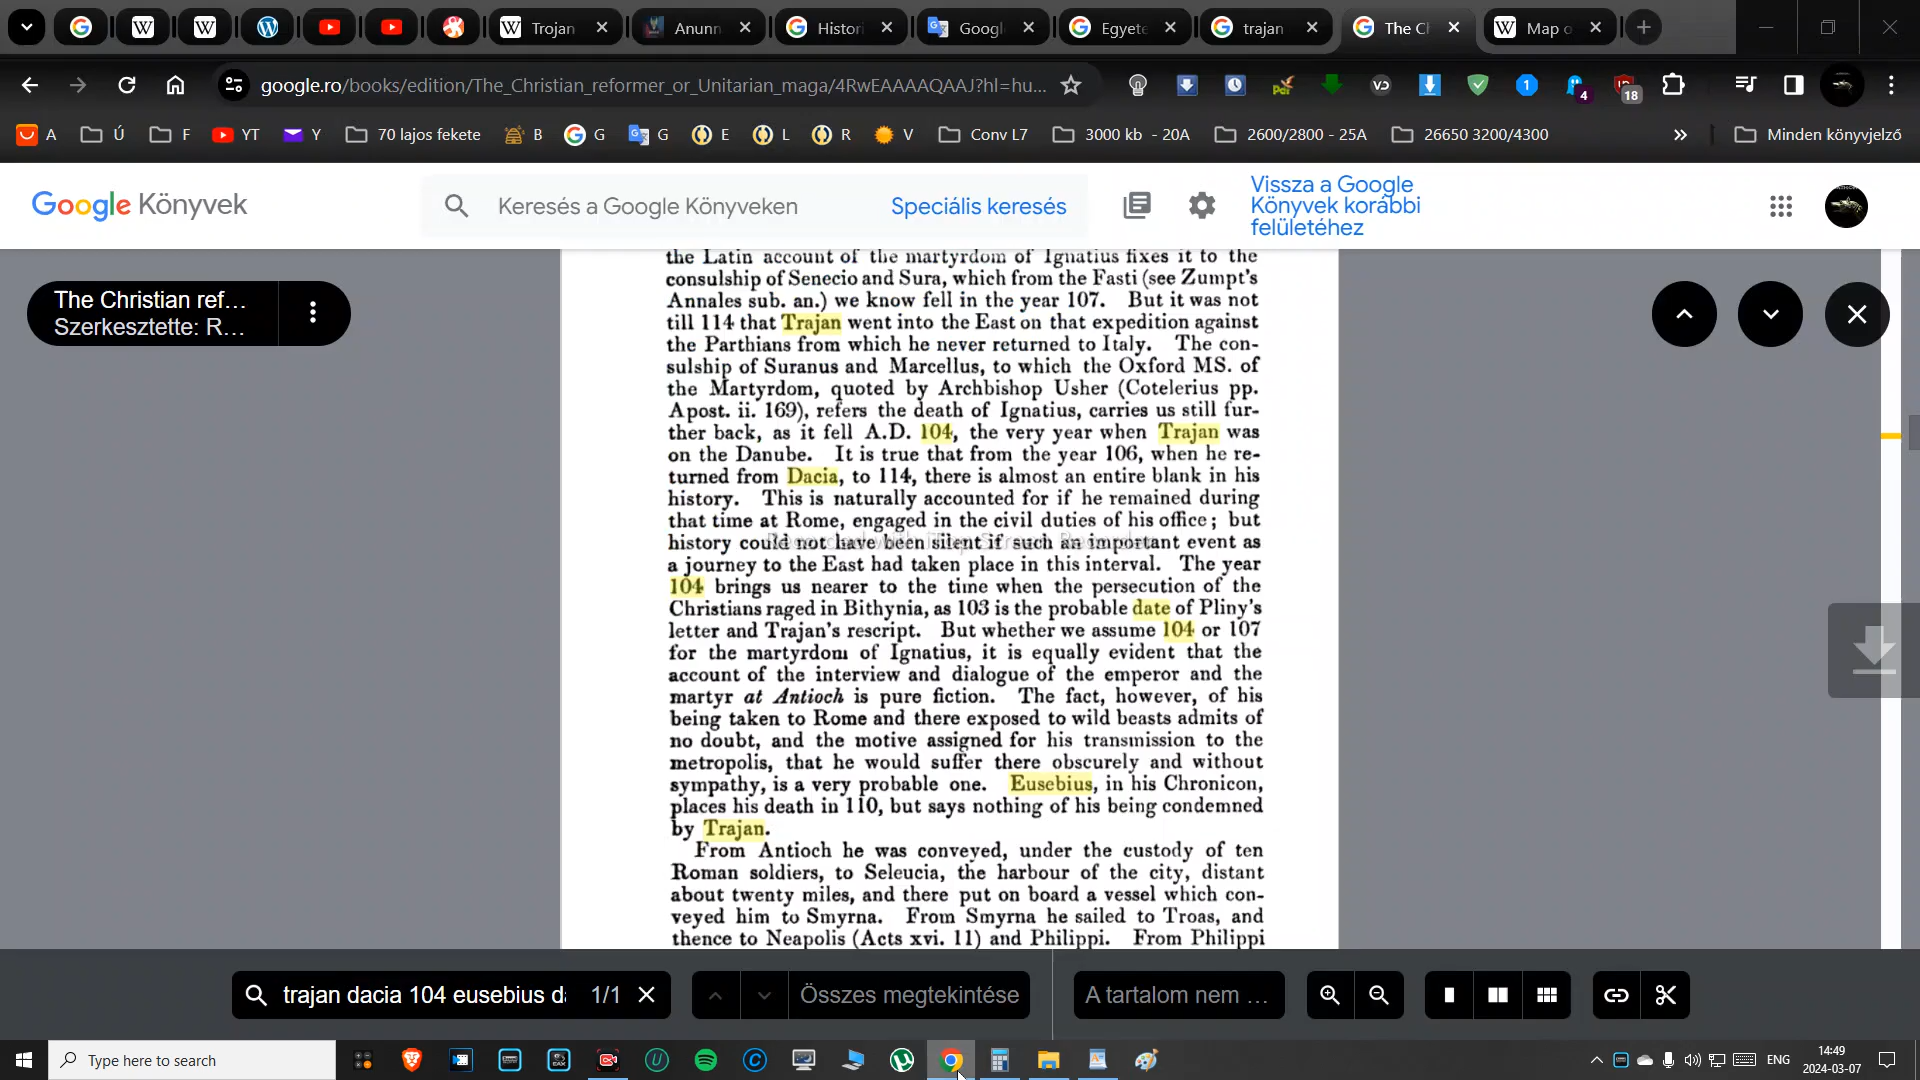 Trojan
Anunn
Histori
Googl
Egyete
trajan
The Ch
Map o
google.ro/books/edition/The_Christian_reformer_or_Unitarian_maga/4RwEAAAAQAAJ?hl=hu...
4
18
A
Ú
F
YT
Y
70 lajos fekete
B
G
G
E
L
R
V
Conv L7
3000 kb - 20A
2600/2800 - 25A
26650 3200/4300
»
Minden könyvjelző
Google Könyvek
Keresés a Google Könyveken
Speciális keresés
Vissza a Google
Könyvek korábbi
felületéhez
The Christian ref...
Szerkesztette: R...
the Latin account of the martyrdom of Ignatius fixes it to the
consulship of Senecio and Sura, which from the Fasti (see Zumpt's
Annales sub. an.) we know fell in the year 107. But it was not
till 114 that Trajan went into the East on that expedition against
the Parthians from which he never returned to Italy. The con-
sulship of Suranus and Marcellus, to which the Oxford MS. of
the Martyrdom, quoted by Archbishop Usher (Cotelerius pp.
Apost. ii. 169), refers the death of Ignatius, carries us still fur-
ther back, as it fell A.D. 104, the very year when Trajan was
on the Danube. It is true that from the year 106, when he re-
turned from Dacia, to 114, there is almost an entire blank in his
history. This is naturally accounted for if he remained during
that time at Rome, engaged in the civil duties of his office; but
history could not have been silent if such an important event as
a journey to the East had taken place in this interval. The year
104 brings us nearer to the time when the persecution of the
Christians raged in Bithynia, as 103 is the probable date of Pliny's
letter and Trajan's rescript. But whether we assume 104 or 107
for the martyrdom of Ignatius, it is equally evident that the
account of the interview and dialogue of the emperor and the
martyr at Antioch is pure fiction. The fact, however, of his
being taken to Rome and there exposed to wild beasts admits of
no doubt, and the motive assigned for his transmission to the
metropolis, that he would suffer there obscurely and without
sympathy, is a very probable one. Eusebius, in his Chronicon,
places his death in 110, but says nothing of his being condemned
by Trajan.
From Antioch he was conveyed, under the custody of ten
Roman soldiers, to Seleucia, the harbour of the city, distant
about twenty miles, and there put on board a vessel which con-
veyed him to Smyrna. From Smyrna he sailed to Troas, and
thence to Neapolis (Acts xvi. 11) and Philippi. From Philippi
trajan dacia 104 eusebius da
1/1
Összes megtekintése
A tartalom nem ...
Type here to search
ENG
14:49
2024-03-07